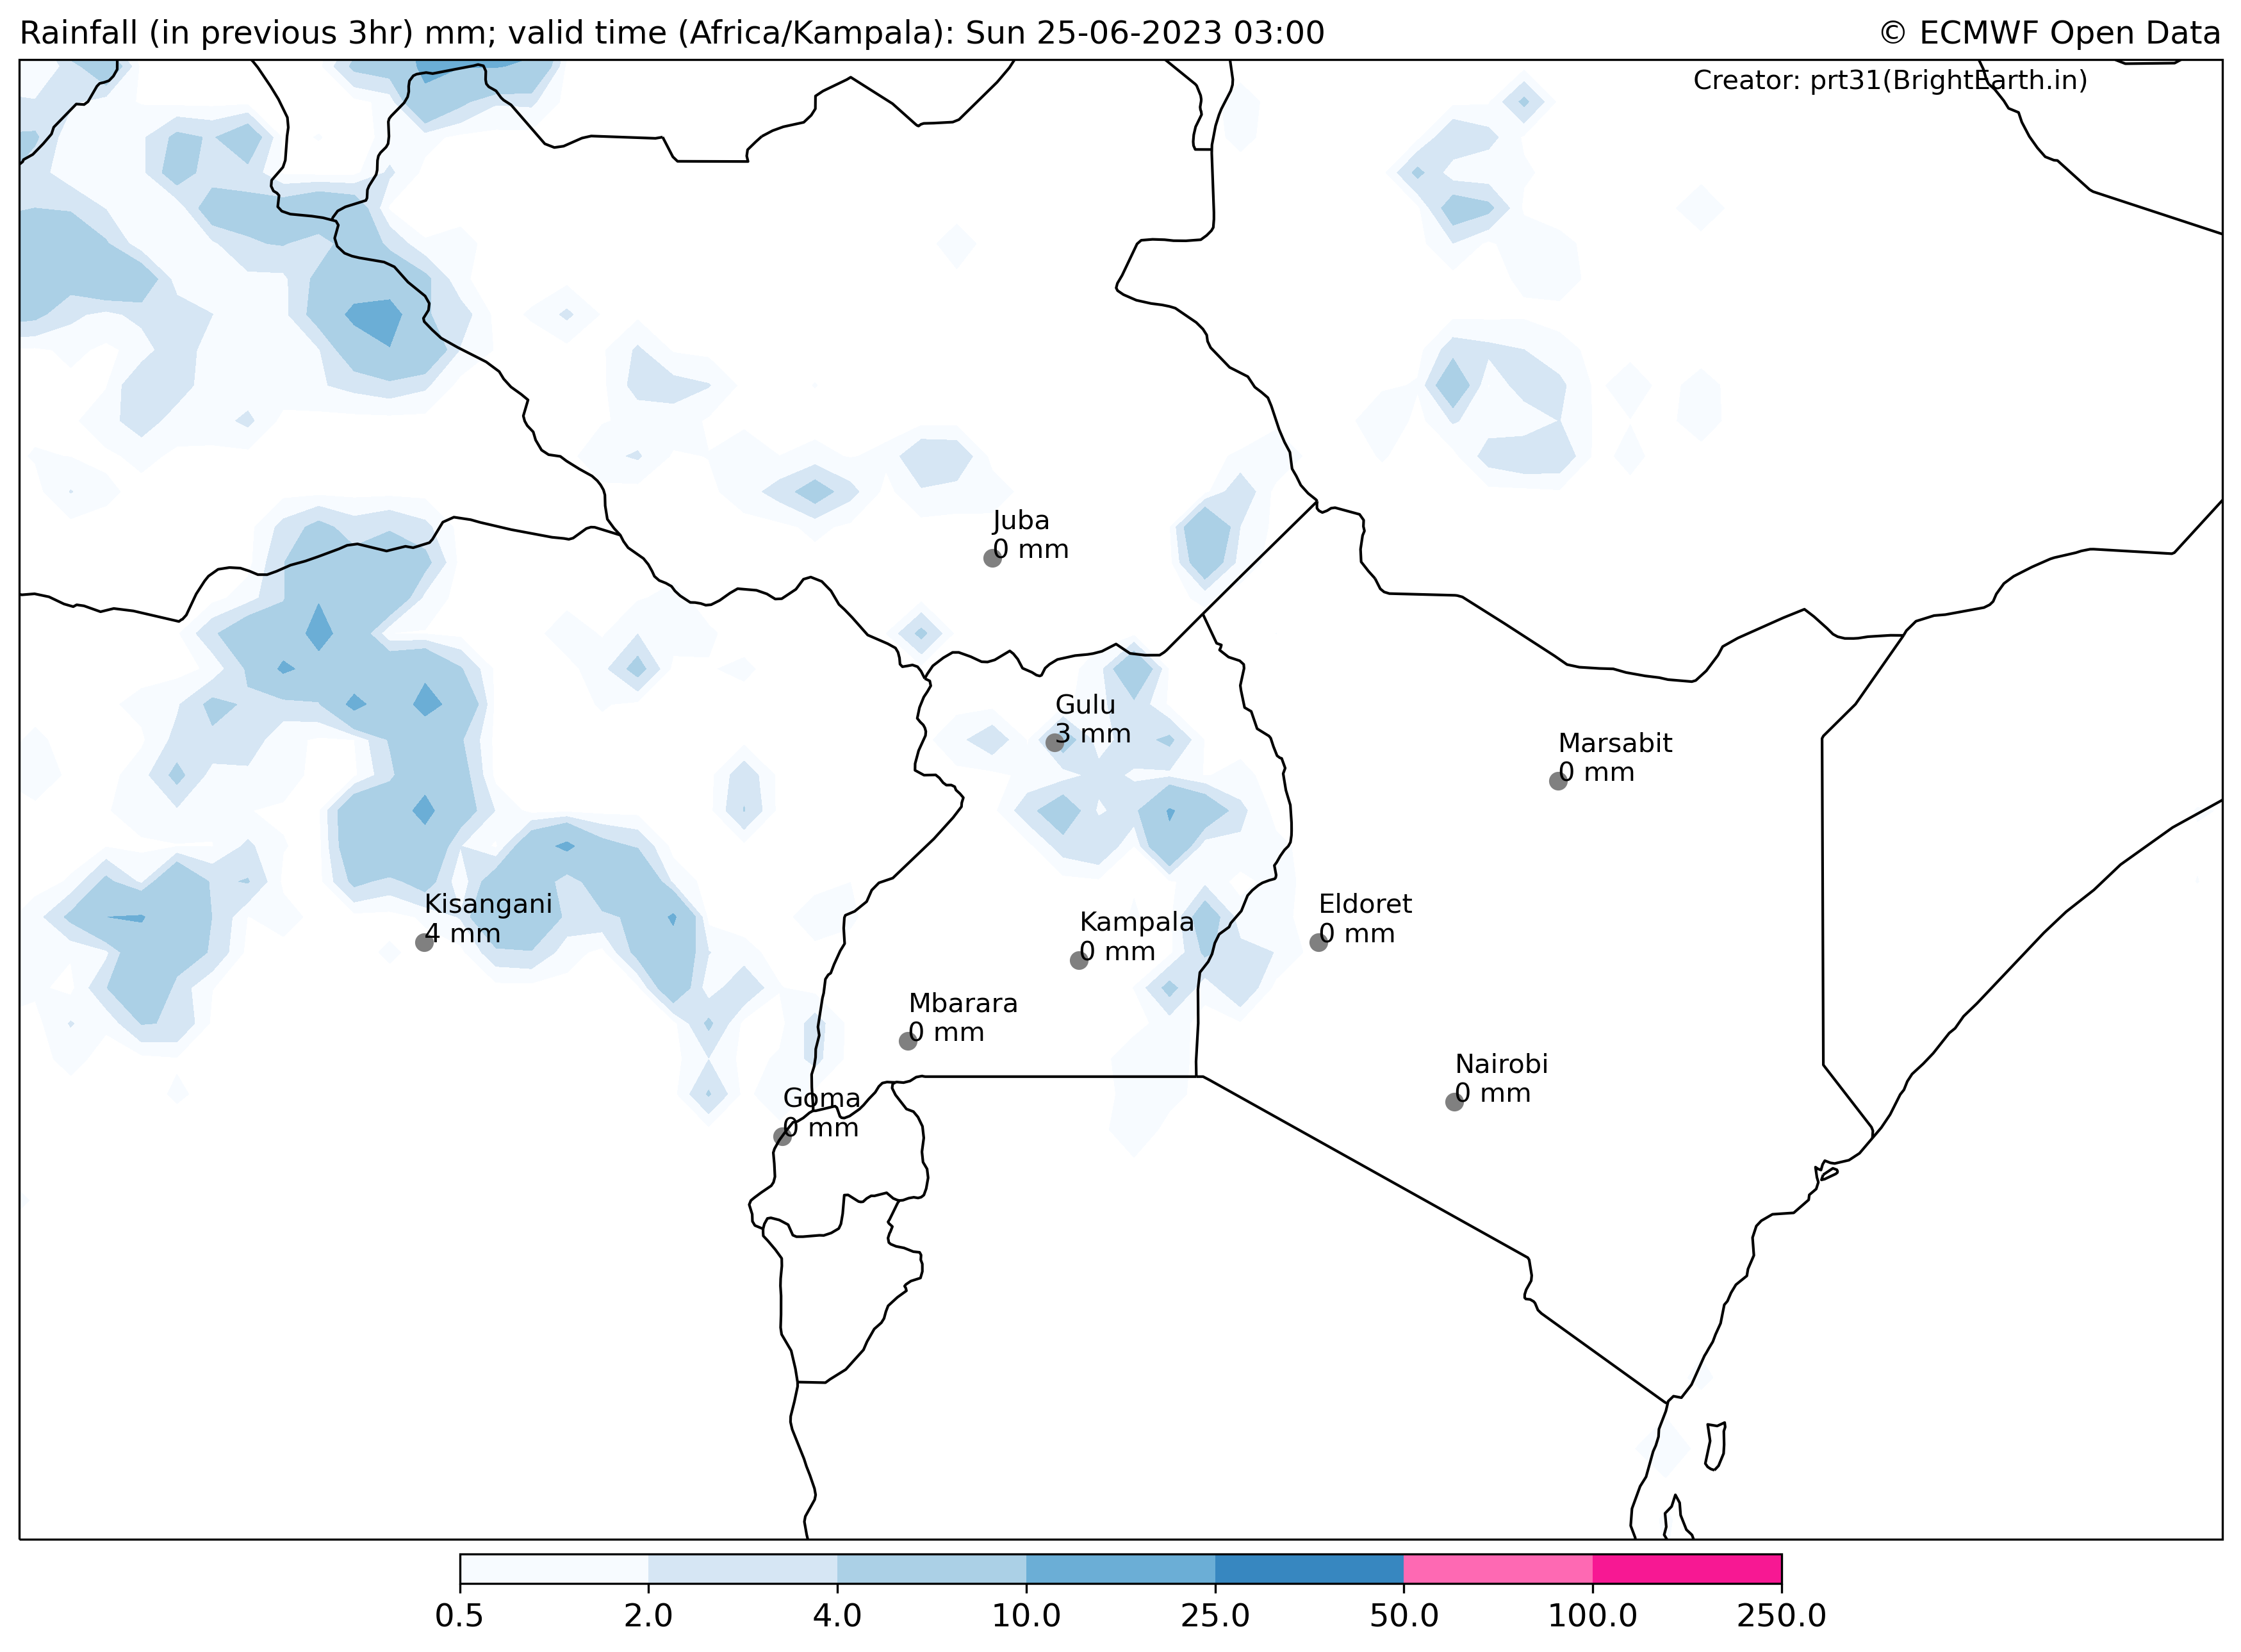 Rainfall (in previous 3hr) mm; valid time (Africa/Kampala): Sun 25-06-2023 03:00
© ECMWF Open Data
Creator: prt31(BrightEarth.in)
Juba
0 mm
Gulu
3 mm
Marsabit
0 mm
Kisangani
4 mm
Kampala
0 mm
Eldoret
0 mm
Mbarara
0 mm
Nairobi
0 mm
Goma
0 mm
0.5 2.0 4.0 10.0 25.0 50.0 100.0 250.0